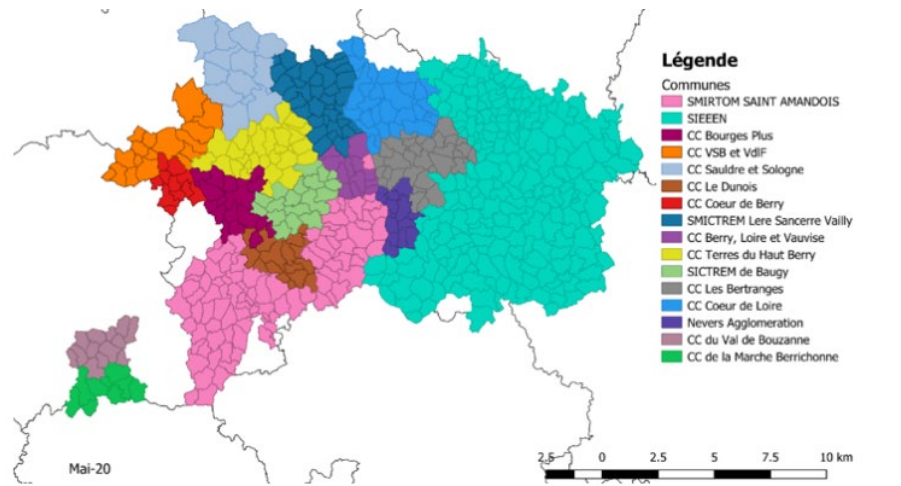 Légende
Communes
SMIRTOM SAINT AMANDOIS
SIEEEN
CC Bourges Plus
CC VSB et VdlF
CC Sauldre et Sologne
CC Le Dunois
CC Coeur de Berry
SMICTREM Lere Sancerre Vailly
CC Berry, Loire et Vauvise
CC Terres du Haut Berry
SICTREM de Baugy
CC Les Bertranges
CC Coeur de Loire
Nevers Agglomeration
CC du Val de Bouzanne
CC de la Marche Berrichonne
Mai-20
2.5 0 2.5 5 7.5 10 km